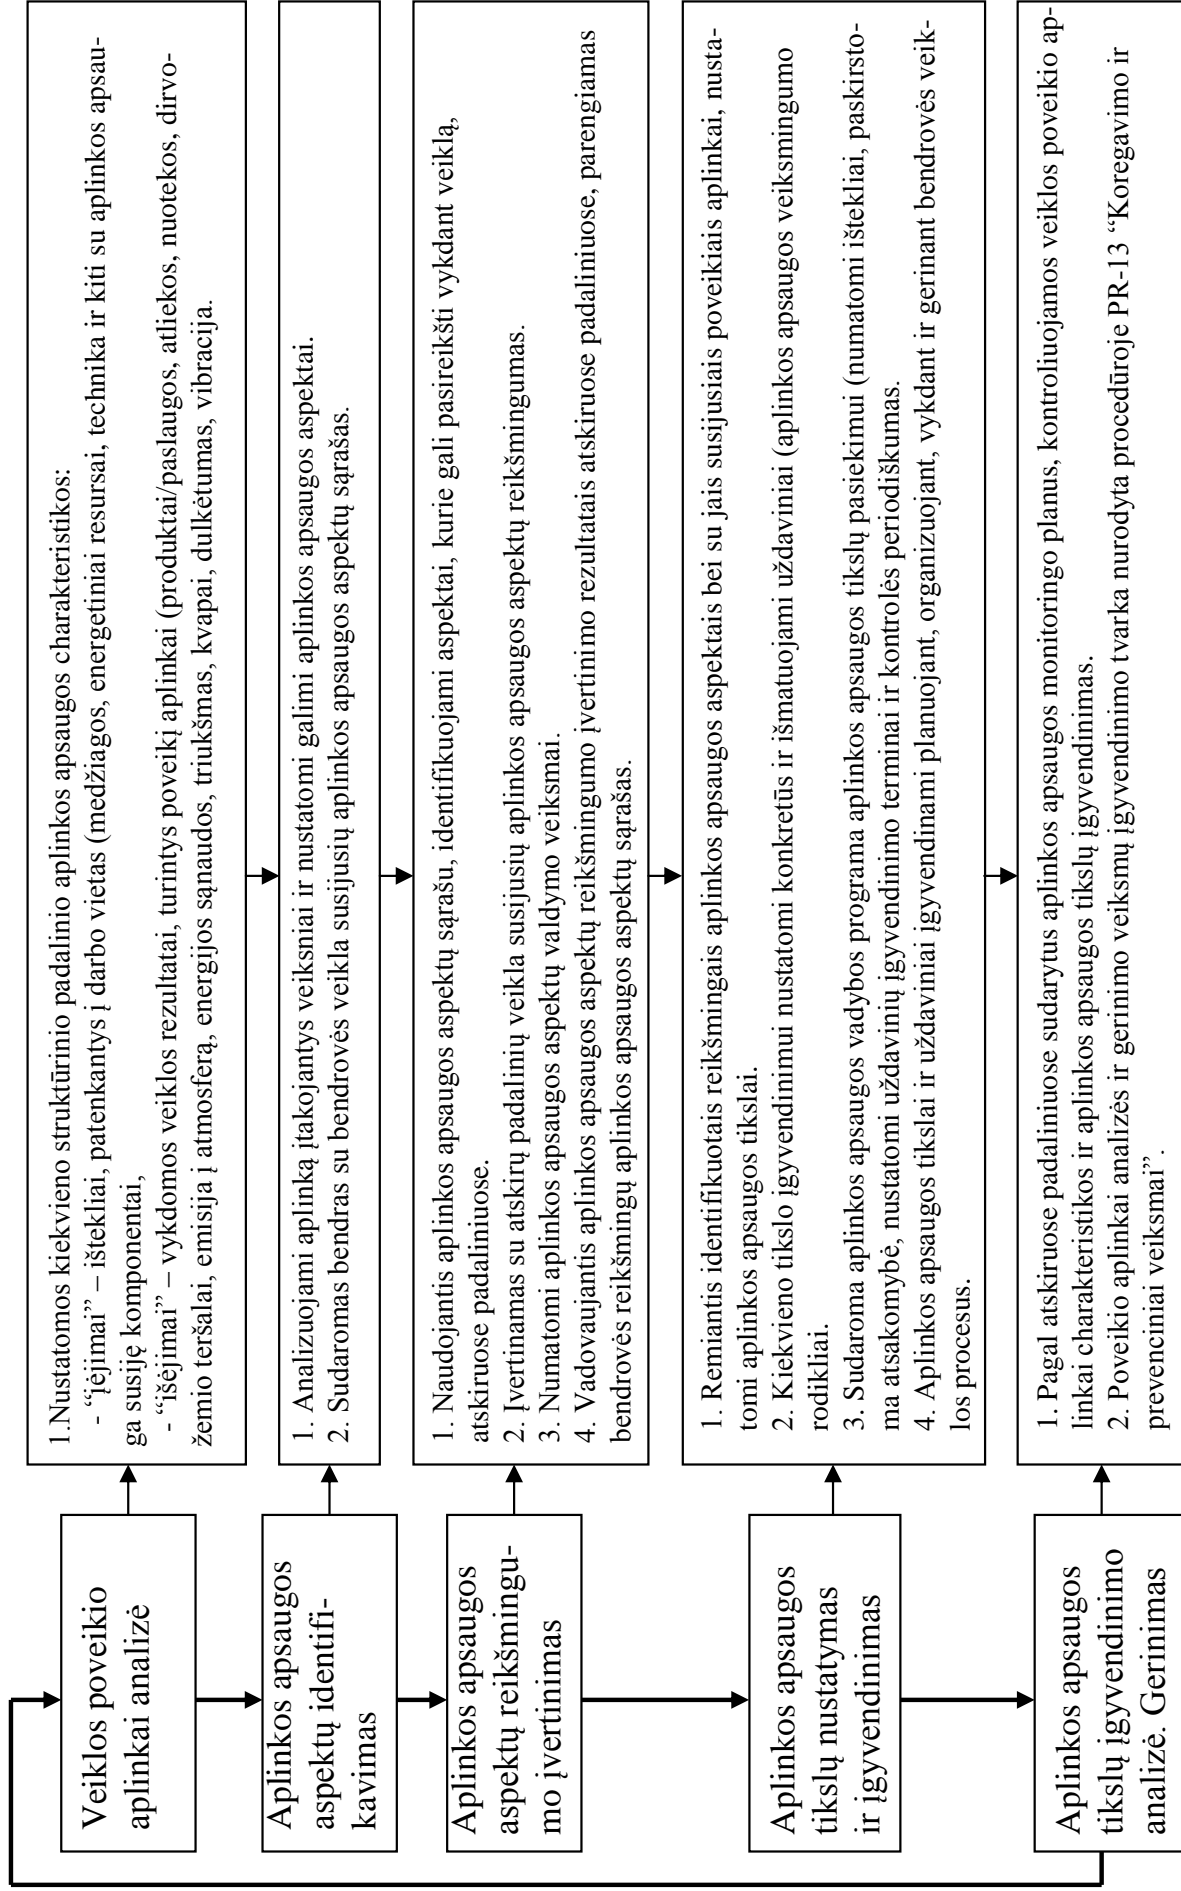 Veiklos poveikio
aplinkai analizė
1.Nustatomos kiekvieno struktūrinio padalinio aplinkos apsaugos charakteristikos:
- “įėjimai” – ištekliai, patenkantys į darbo vietas (medžiagos, energetiniai resursai, technika ir kiti su aplinkos apsau-
ga susiję komponentai,
- “išėjimai” – vykdomos veiklos rezultatai, turintys poveikį aplinkai (produktai/paslaugos, atliekos, nuotekos, dirvo-
žemio teršalai, emisija į atmosferą, energijos sąnaudos, triukšmas, kvapai, dulkėtumas, vibracija.
Aplinkos apsaugos
aspektų identifi-
kavimas
1. Analizuojami aplinką įtakojantys veiksniai ir nustatomi galimi aplinkos apsaugos aspektai.
2. Sudaromas bendras su bendrovės veikla susijusių aplinkos apsaugos aspektų sąrašas.
Aplinkos apsaugos
aspektų reikšmingu-
mo įvertinimas
1. Naudojantis aplinkos apsaugos aspektų sąrašu, identifikuojami aspektai, kurie gali pasireikšti vykdant veiklą,
atskiruose padaliniuose.
2. Įvertinamas su atskirų padalinių veikla susijusių aplinkos apsaugos aspektų reikšmingumas.
3. Numatomi aplinkos apsaugos aspektų valdymo veiksmai.
4. Vadovaujantis aplinkos apsaugos aspektų reikšmingumo įvertinimo rezultatais atskiruose padaliniuose, parengiamas
bendrovės reikšmingų aplinkos apsaugos aspektų sąrašas.
Aplinkos apsaugos
tikslų nustatymas
ir įgyvendinimas
1. Remiantis identifikuotais reikšmingais aplinkos apsaugos aspektais bei su jais susijusiais poveikiais aplinkai, nusta-
tomi aplinkos apsaugos tikslai.
2. Kiekvieno tikslo įgyvendinimui nustatomi konkretūs ir išmatuojami uždaviniai (aplinkos apsaugos veiksmingumo
rodikliai.
3. Sudaroma aplinkos apsaugos vadybos programa aplinkos apsaugos tikslų pasiekimui (numatomi ištekliai, paskirsto-
ma atsakomybė, nustatomi uždavinių įgyvendinimo terminai ir kontrolės periodiškumas.
4. Aplinkos apsaugos tikslai ir uždaviniai įgyvendinami planuojant, organizuojant, vykdant ir gerinant bendrovės veik-
los procesus.
Aplinkos apsaugos
tikslų įgyvendinimo
analizė. Gerinimas
1. Pagal atskiruose padaliniuose sudarytus aplinkos apsaugos monitoringo planus, kontroliuojamos veiklos poveikio ap-
linkai charakteristikos ir aplinkos apsaugos tikslų įgyvendinimas.
2. Poveikio aplinkai analizės ir gerinimo veiksmų įgyvendinimo tvarka nurodyta procedūroje PR-13 “Koregavimo ir
prevenciniai veiksmai”.